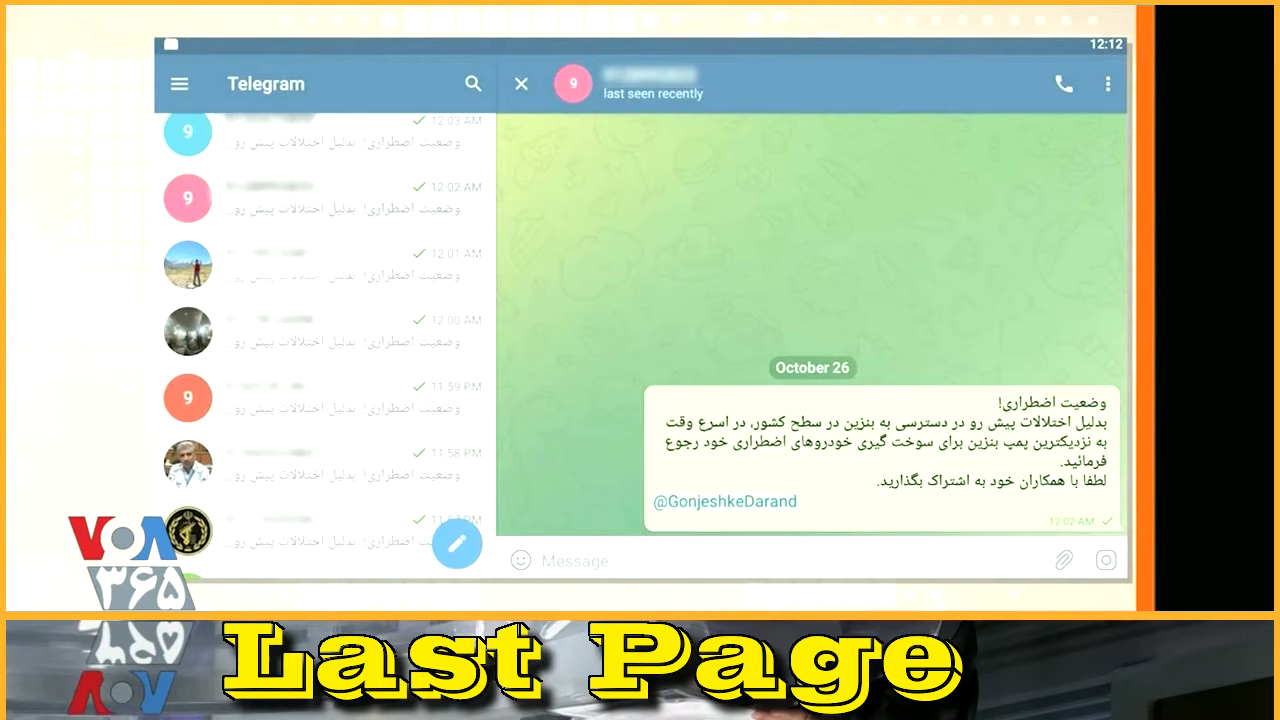 12:12
Telegram
9
last seen recently
9
12:03 AM
وضعیت اضطراری! بدلیل اختلالات پیش رو...
9
12:02 AM
وضعیت اضطراری! بدلیل اختلالات پیش رو...
12:01 AM
وضعیت اضطراری! بدلیل اختلالات پیش رو...
12:00 AM
وضعیت اضطراری! بدلیل اختلالات پیش رو...
9
11:59 PM
وضعیت اضطراری! بدلیل اختلالات پیش رو...
11:58 PM
وضعیت اضطراری! بدلیل اختلالات پیش رو...
وضعیت اضطراری! بدلیل اختلالات پیش
October 26
وضعیت اضطراری!
بدلیل اختلالات پیش رو در دسترسی به بنزین در سطح کشور، در اسرع وقت
به نزدیکترین پمپ بنزین برای سوخت گیری خودروهای اضطراری خود رجوع
فرمائید.
لطفا با همکاران خود به اشتراک بگذارید.
@GonjeshkeDarand
12:02 AM
Message
VOA
۳۶۵
Last Page